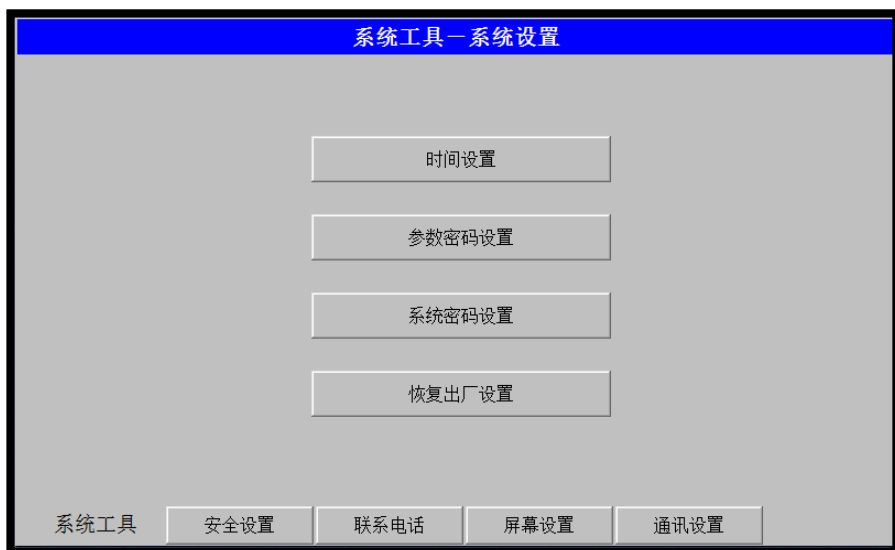 系统工具－系统设置
时间设置
参数密码设置
系统密码设置
恢复出厂设置
系统工具 安全设置 联系电话 屏幕设置 通讯设置